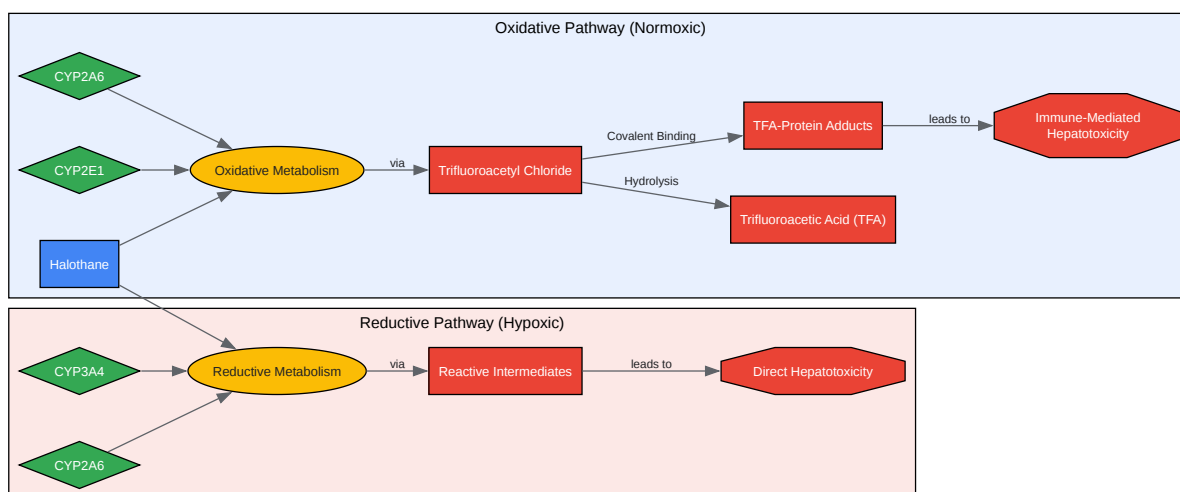 Oxidative Pathway (Normoxic)
CYP2A6
CYP2E1
Halothane
Oxidative Metabolism
via
Trifluoroacetyl Chloride
Covalent Binding
Hydrolysis
TFA-Protein Adducts
Trifluoroacetic Acid (TFA)
leads to
Immune-Mediated
Hepatotoxicity
Reductive Pathway (Hypoxic)
CYP3A4
CYP2A6
Reductive Metabolism
via
Reactive Intermediates
leads to
Direct Hepatotoxicity